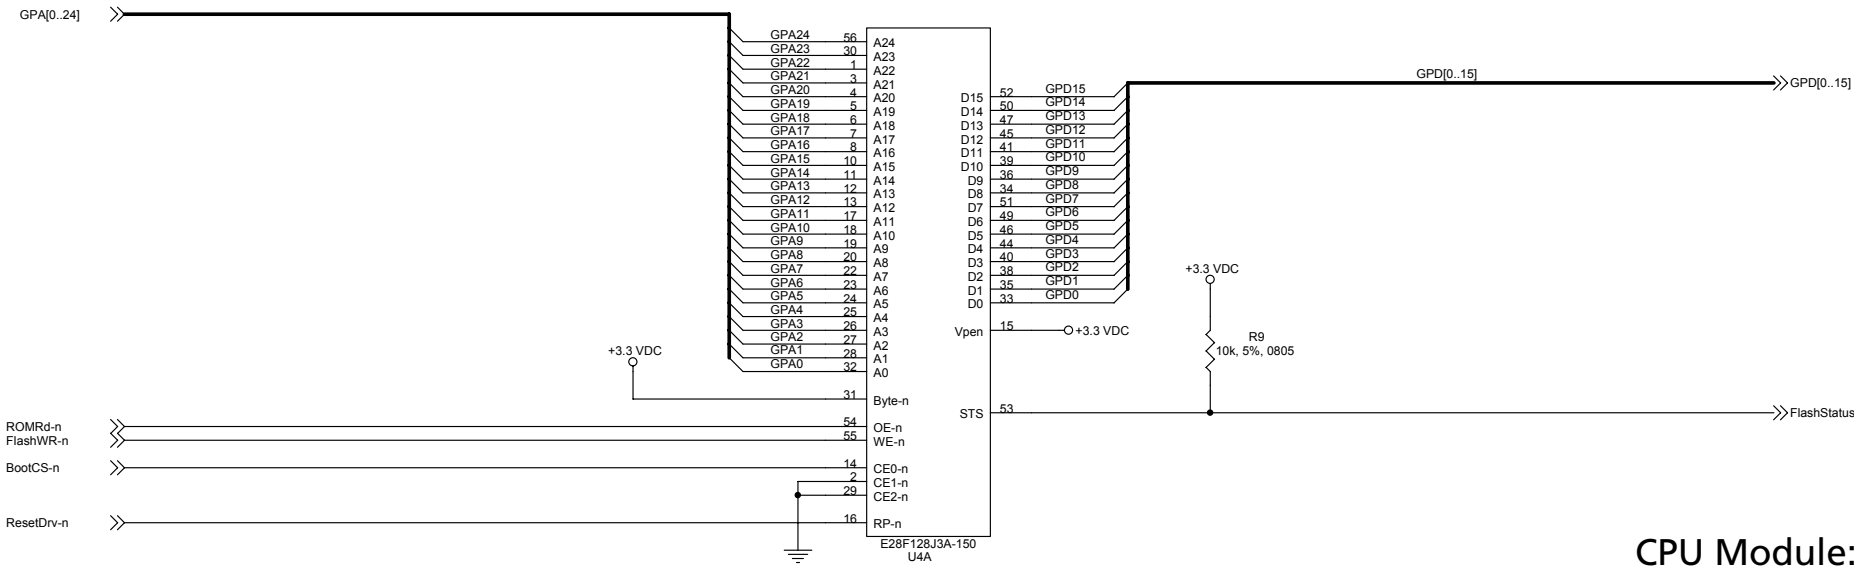 GPA[0..24]
GPA24 56 A24
GPA23 30 A23
GPA22 1 A22
GPA21 3 A21
GPA20 4 A20
GPA19 5 A19
GPA18 6 A18
GPA17 7 A17
GPA16 8 A16
GPA15 10 A15
GPA14 11 A14
GPA13 12 A13
GPA12 13 A12
GPA11 17 A11
GPA10 18 A10
GPA9 19 A9
GPA8 20 A8
GPA7 22 A7
GPA6 23 A6
GPA5 24 A5
GPA4 25 A4
GPA3 26 A3
GPA2 27 A2
GPA1 28 A1
GPA0 32 A0
+3.3 VDC
31 Byte-n
ROMRd-n 54 OE-n
FlashWR-n 55 WE-n
BootCS-n 14 CE0-n
2 CE1-n
29 CE2-n
ResetDrv-n 16 RP-n
E28F128J3A-150
U4A
GPD[0..15]
GPD[0..15]
D15 52 GPD15
D14 50 GPD14
D13 47 GPD13
D12 45 GPD12
D11 41 GPD11
D10 39 GPD10
D9 36 GPD9
D8 34 GPD8
D7 51 GPD7
D6 49 GPD6
D5 46 GPD5
D4 44 GPD4
D3 40 GPD3
D2 38 GPD2
D1 35 GPD1
D0 33 GPD0
Vpen 15 +3.3 VDC
+3.3 VDC
R9
10k, 5%, 0805
STS 53 FlashStatus
CPU Module: